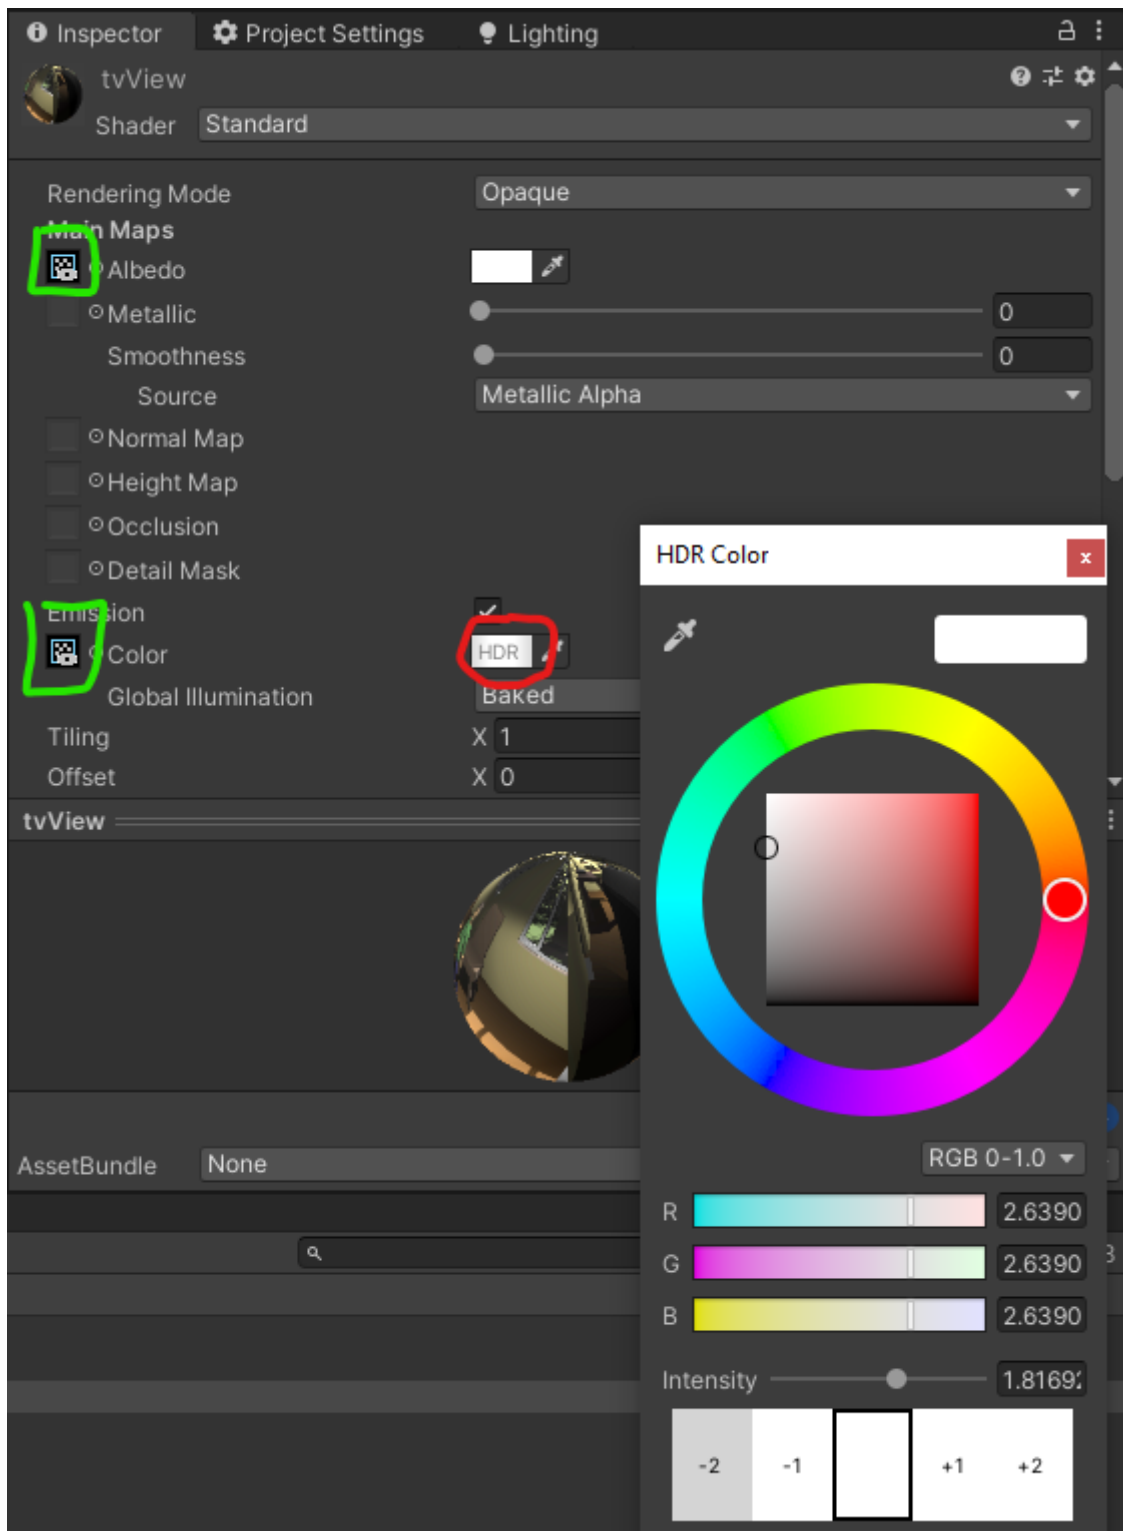 Inspector Project Settings Lighting
tvView
Shader Standard
Rendering Mode Opaque
Main Maps
Albedo
Metallic 0
Smoothness 0
Source Metallic Alpha
Normal Map
Height Map
Occlusion
Detail Mask
Emission
Color HDR
Global Illumination Baked
Tiling X 1
Offset X 0
tvView
AssetBundle None
HDR Color
RGB 0-1.0
R 2.6390
G 2.6390
B 2.6390
Intensity 1.8169
-2 -1 +1 +2